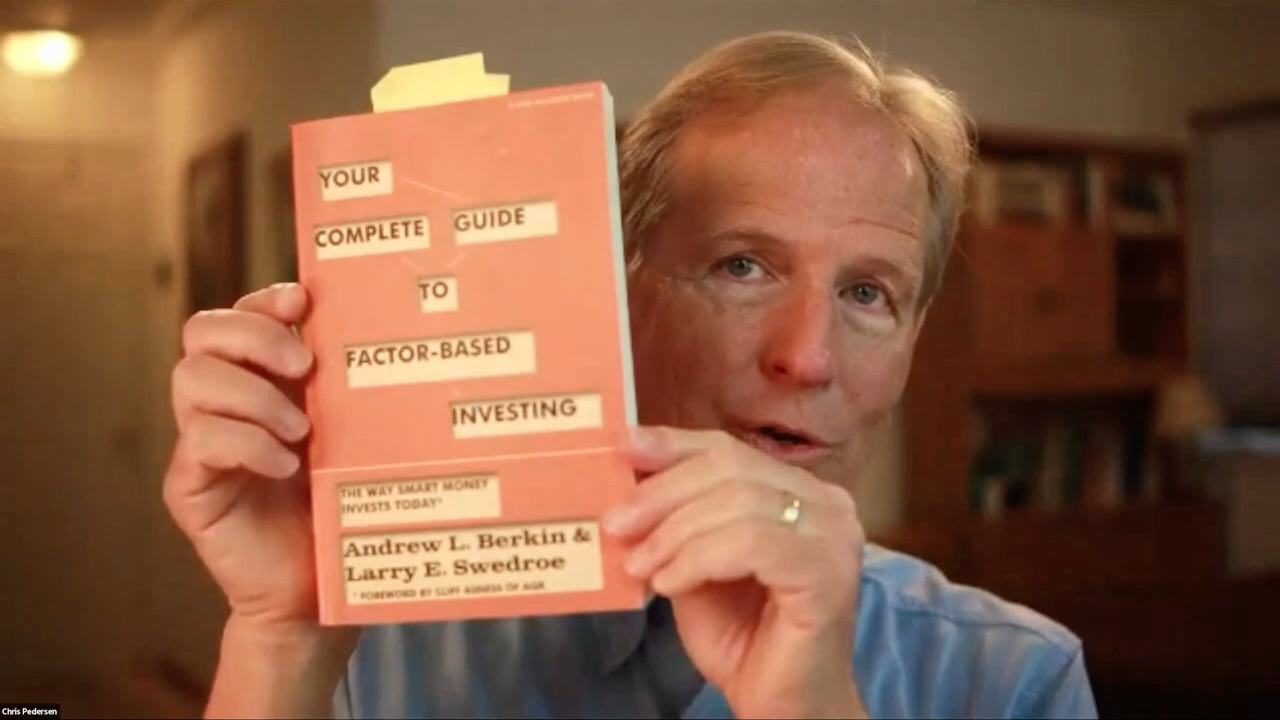 YOUR
COMPLETE GUIDE
TO
FACTOR-BASED
INVESTING
THE WAY SMART MONEY
INVESTS TODAY*
Andrew L. Berkin &
Larry E. Swedroe
* FOREWORD BY CLIFF ASNESS OF AQR
Chris Pedersen